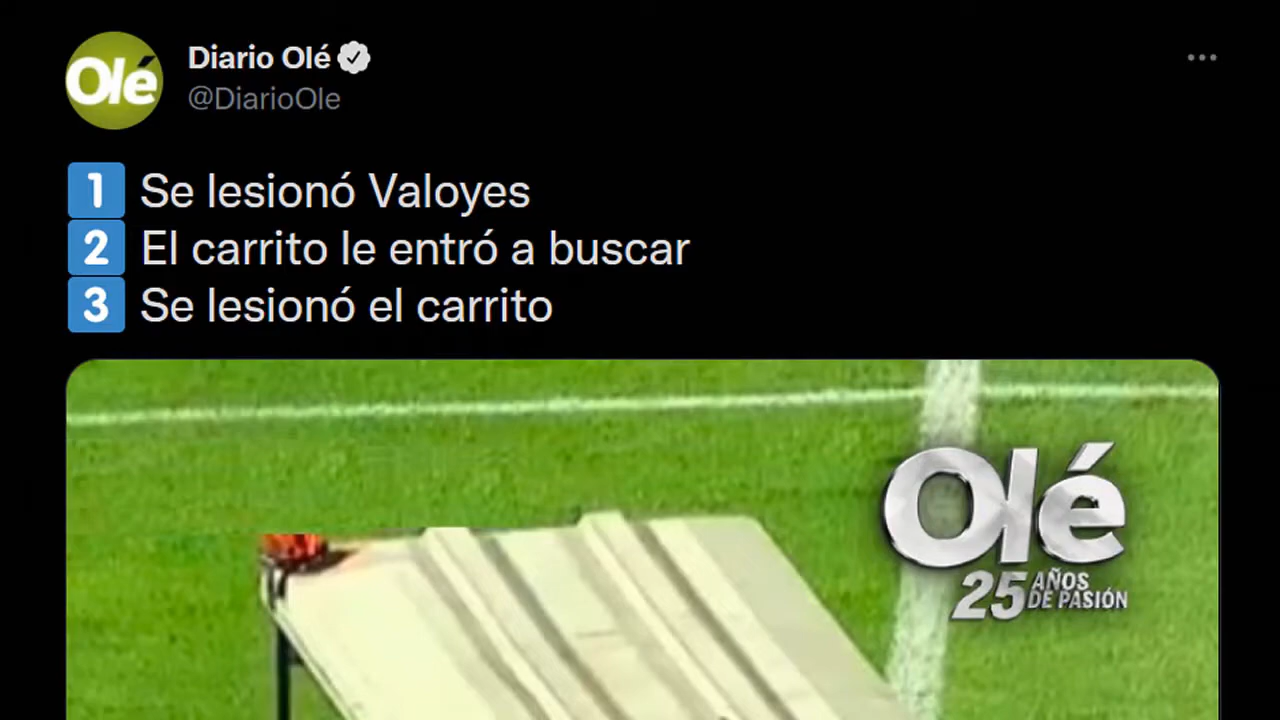 Olé
Diario Olé
@DiarioOle
1 Se lesionó Valoyes
2 El carrito le entró a buscar
3 Se lesionó el carrito
Olé
25 AÑOS
DE PASIÓN